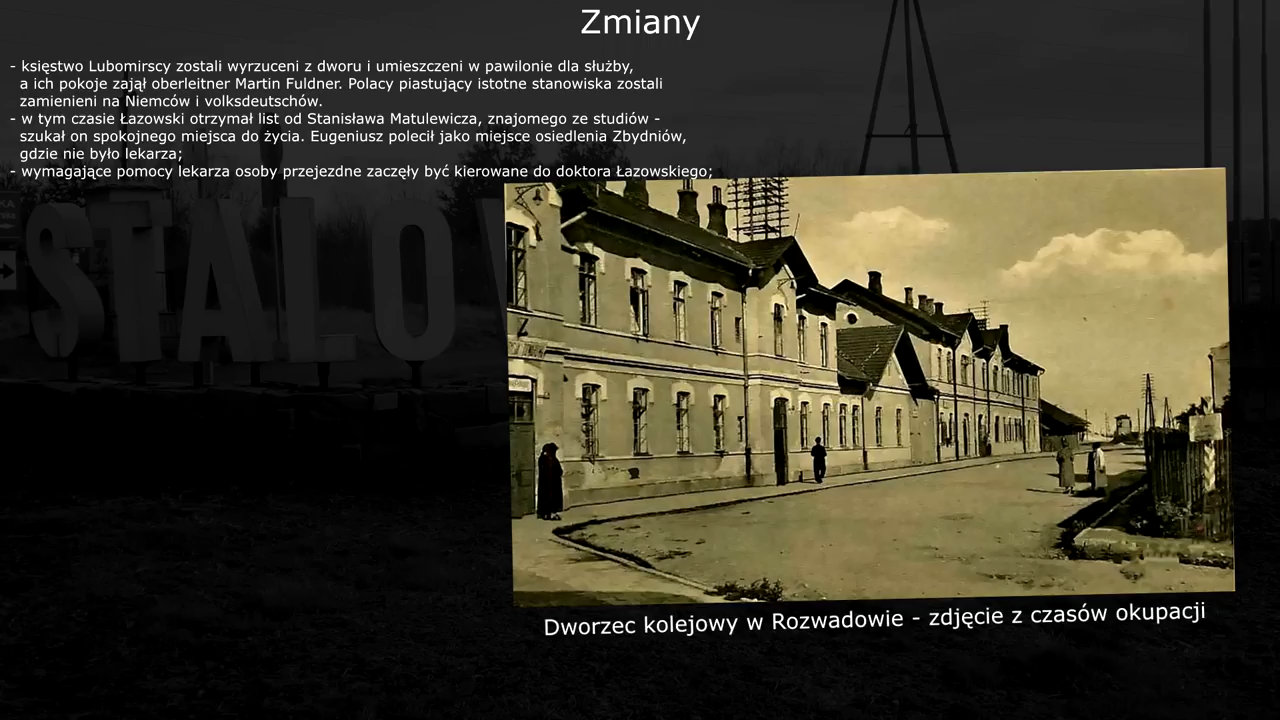 Zmiany
- księstwo Lubomirscy zostali wyrzuceni z dworu i umieszczeni w pawilonie dla służby,
a ich pokoje zajął oberleitner Martin Fuldner. Polacy piastujący istotne stanowiska zostali
zamienieni na Niemców i volksdeutschów.
- w tym czasie Łazowski otrzymał list od Stanisława Matulewicza, znajomego ze studiów -
szukał on spokojnego miejsca do życia. Eugeniusz polecił jako miejsce osiedlenia Zbydniów,
gdzie nie było lekarza;
- wymagające pomocy lekarza osoby przejezdne zaczęły być kierowane do doktora Łazowskiego;
STALO
Dworzec kolejowy w Rozwadowie - zdjęcie z czasów okupacji